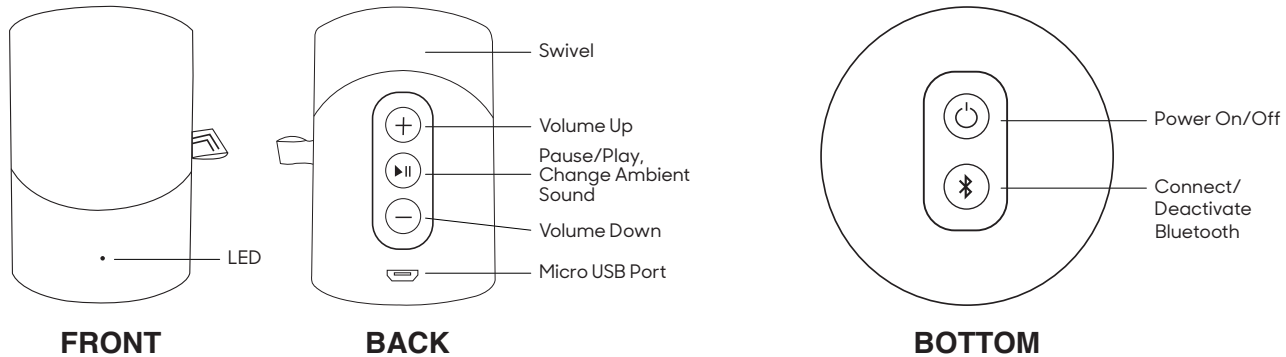 Swivel
Volume Up
Pause/Play,
Change Ambient
Sound
Volume Down
Micro USB Port
LED
Power On/Off
Connect/
Deactivate
Bluetooth
FRONT
BACK
BOTTOM